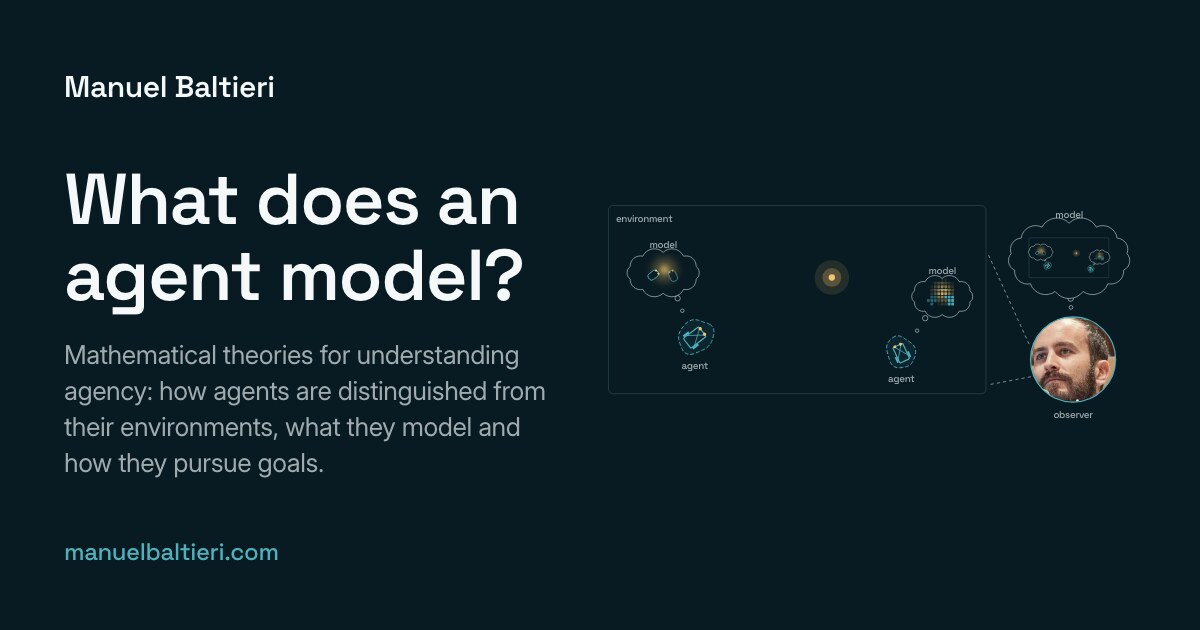 Manuel Baltieri
What does an
agent model?
Mathematical theories for understanding
agency: how agents are distinguished from
their environments, what they model and
how they pursue goals.
manuelbaltieri.com
environment
model
agent
model
agent
model
observer